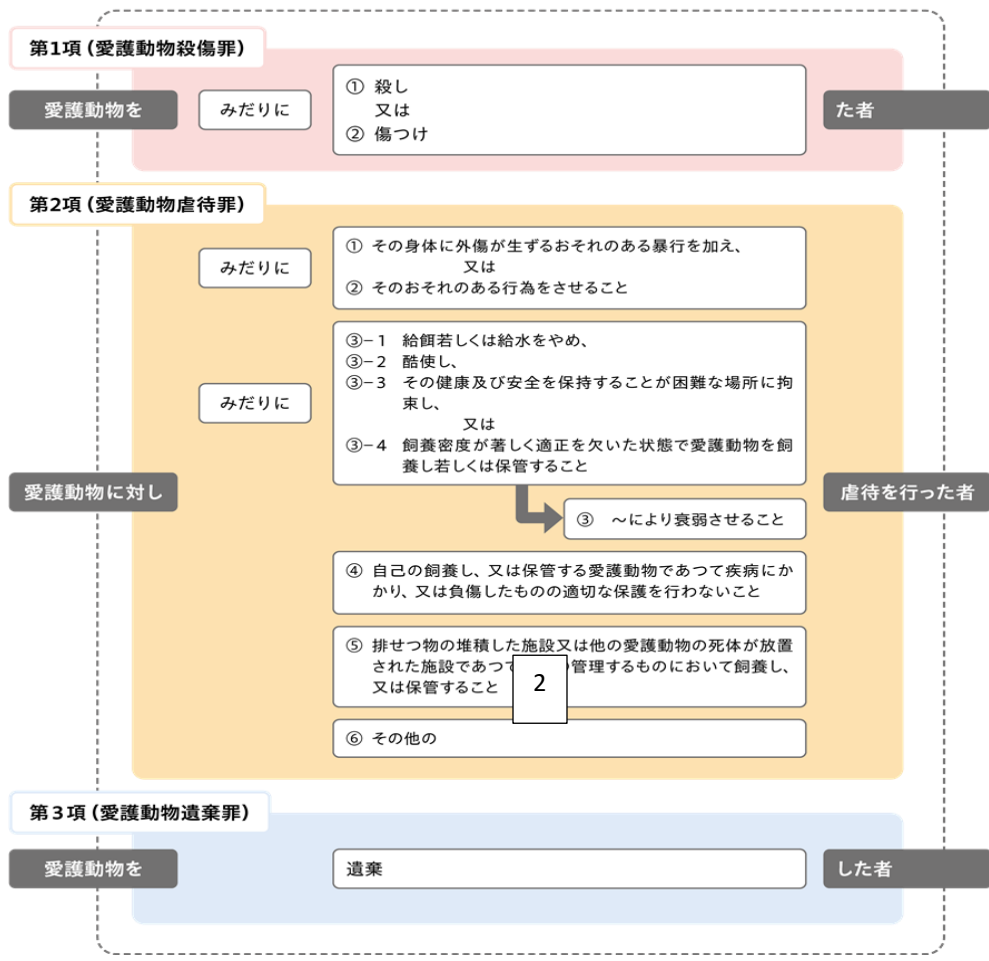 第1項（愛護動物殺傷罪）
愛護動物を
みだりに
① 殺し
又は
② 傷つけ
た者
第2項（愛護動物虐待罪）
みだりに
① その身体に外傷が生ずるおそれのある暴行を加え、
又は
② そのおそれのある行為をさせること
みだりに
③−1 給餌若しくは給水をやめ、
③−2 酷使し、
③−3 その健康及び安全を保持することが困難な場所に拘
束し、
又は
③−4 飼養密度が著しく適正を欠いた状態で愛護動物を飼
養し若しくは保管すること
愛護動物に対し
虐待を行った者
③ ～により衰弱させること
④ 自己の飼養し、又は保管する愛護動物であつて疾病にか
かり、又は負傷したものの適切な保護を行わないこと
⑤ 排せつ物の堆積した施設又は他の愛護動物の死体が放置
された施設であつて 管理するものにおいて飼養し、
又は保管すること
2
⑥ その他の
第３項（愛護動物遺棄罪）
愛護動物を
遺棄
した者